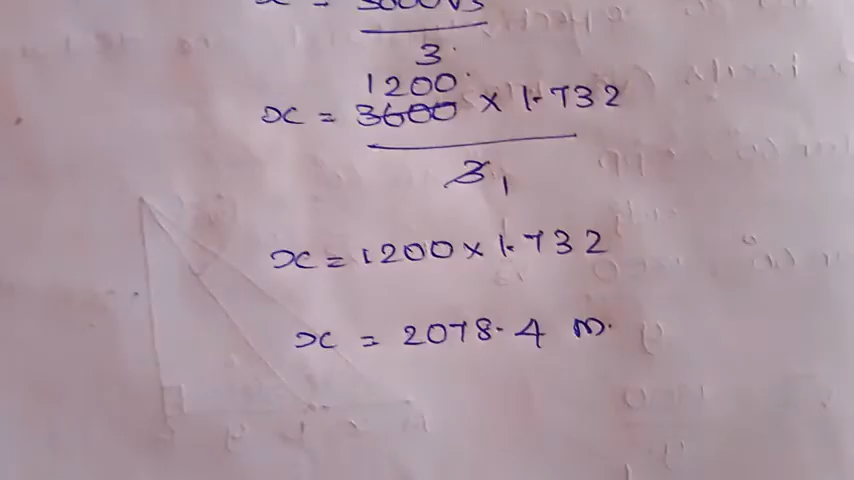 3
1200
x = 3600 x 1.732
3 1
x = 1200 x 1.732
x = 2078.4 m.